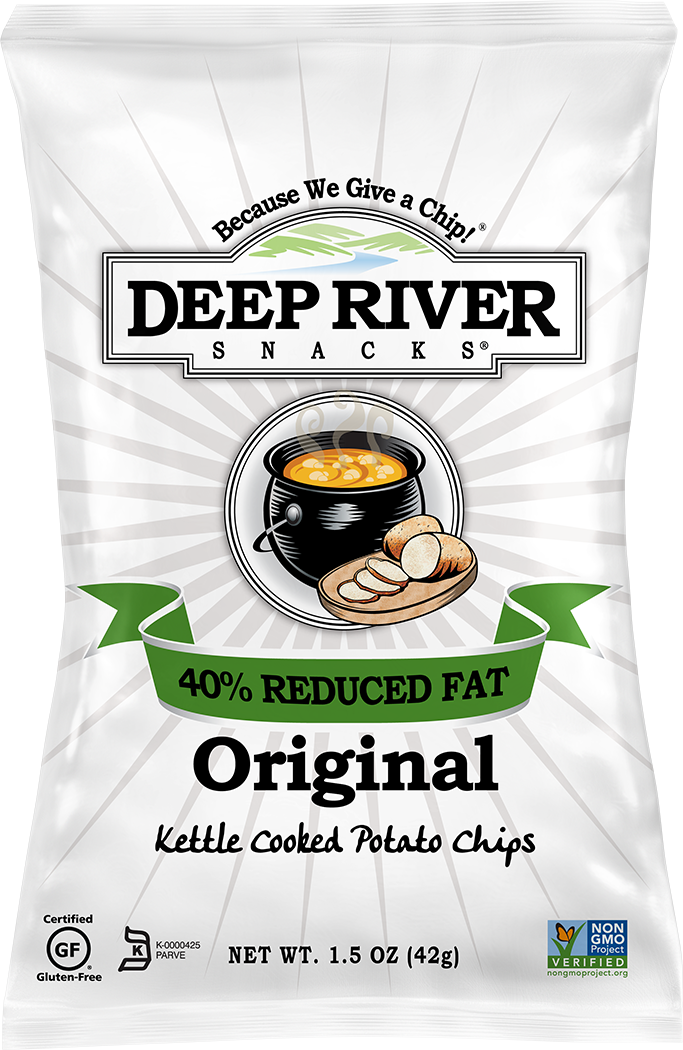 Because We Give a Chip!®
DEEP RIVER
SNACKS®
40% REDUCED FAT
Original
Kettle Cooked Potato Chips
Certified
GF®
Gluten-Free
K
K-0000425
PARVE
NET WT. 1.5 OZ (42g)
NON
GMO
Project
VERIFIED
nongmoproject.org